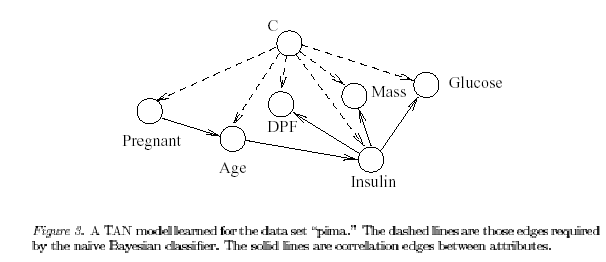 C
Glucose
Mass
DPF
Pregnant
Age
Insulin
Figure 3. A TAN model learned for the data set “pima.” The dashed lines are those edges required
by the naive Bayesian classifier. The solid lines are correlation edges between attributes.